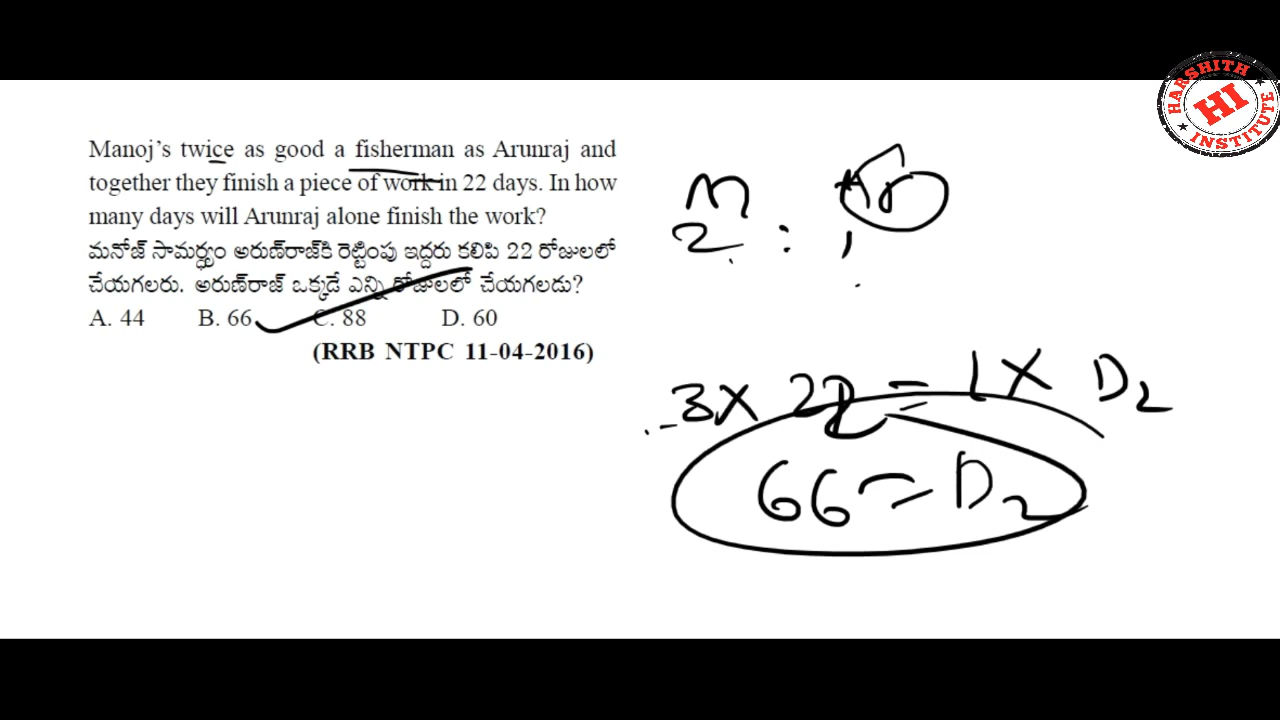 HARSHITH
HI
INSTITUTE
Manoj's twice as good a fisherman as Arunraj and
together they finish a piece of work in 22 days. In how
many days will Arunraj alone finish the work?
మనోజ్ సామర్థ్యం అరుణ్‌రాజ్‌కి రెట్టింపు ఇద్దరు కలిపి 22 రోజులలో
చేయగలరు. అరుణ్‌రాజ్ ఒక్కడే ఎన్ని రోజులలో చేయగలడు?
A. 44 B. 66 C. 88 D. 60
(RRB NTPC 11-04-2016)
M Ar
2 : 1
3 × 22 = 1 × D2
66 = D2